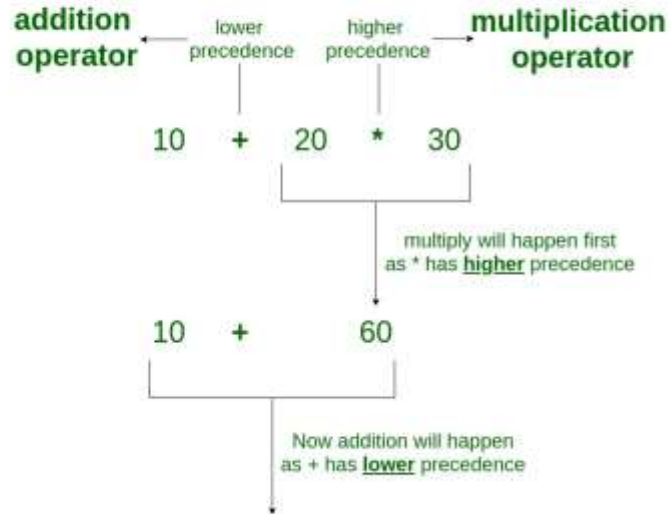 addition
operator
lower
precedence
higher
precedence
multiplication
operator
10 + 20 * 30
multiply will happen first
as * has higher precedence
10 + 60
Now addition will happen
as + has lower precedence